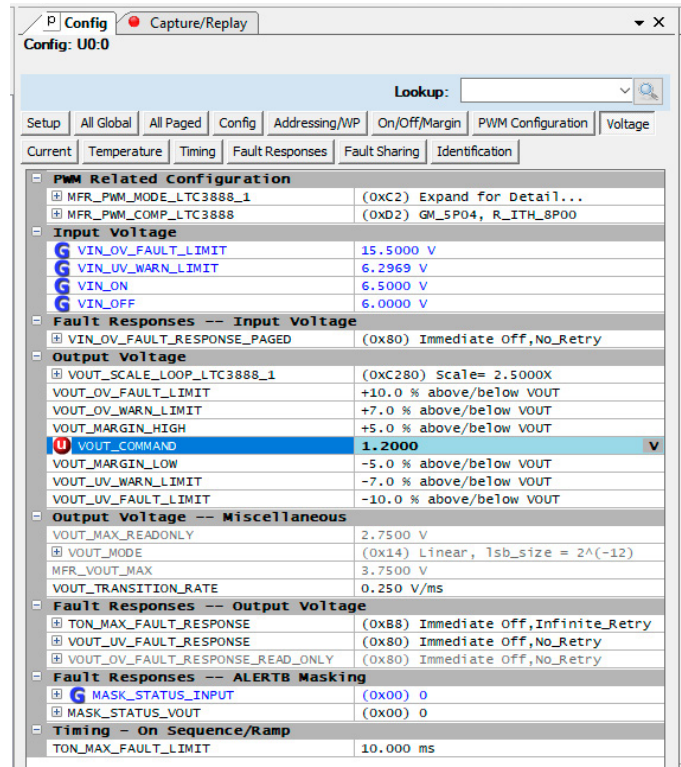 P Config Capture/Replay
Config: U0:0
Lookup:
Setup All Global All Paged Config Addressing/WP On/Off/Margin PWM Configuration Voltage
Current Temperature Timing Fault Responses Fault Sharing Identification
PWM Related Configuration
MFR_PWM_MODE_LTC3888_1 (0xC2) Expand for Detail...
MFR_PWM_COMP_LTC3888 (0xD2) GM_5P04, R_ITH_8P00
Input Voltage
G VIN_OV_FAULT_LIMIT 15.5000 V
G VIN_UV_WARN_LIMIT 6.2969 V
G VIN_ON 6.5000 V
G VIN_OFF 6.0000 V
Fault Responses -- Input Voltage
VIN_OV_FAULT_RESPONSE_PAGED (0x80) Immediate Off,No_Retry
Output Voltage
VOUT_SCALE_LOOP_LTC3888_1 (0xC280) Scale= 2.5000X
VOUT_OV_FAULT_LIMIT +10.0 % above/below VOUT
VOUT_OV_WARN_LIMIT +7.0 % above/below VOUT
VOUT_MARGIN_HIGH +5.0 % above/below VOUT
U VOUT_COMMAND 1.2000 V
VOUT_MARGIN_LOW -5.0 % above/below VOUT
VOUT_UV_WARN_LIMIT -7.0 % above/below VOUT
VOUT_UV_FAULT_LIMIT -10.0 % above/below VOUT
Output Voltage -- Miscellaneous
VOUT_MAX_READONLY 2.7500 V
VOUT_MODE (0x14) Linear, lsb_size = 2^(-12)
MFR_VOUT_MAX 3.7500 V
VOUT_TRANSITION_RATE 0.250 V/ms
Fault Responses -- Output Voltage
TON_MAX_FAULT_RESPONSE (0xB8) Immediate Off,Infinite_Retry
VOUT_UV_FAULT_RESPONSE (0x80) Immediate Off,No_Retry
VOUT_OV_FAULT_RESPONSE_READ_ONLY (0x80) Immediate Off,No_Retry
Fault Responses -- ALERTB Masking
G MASK_STATUS_INPUT (0x00) 0
MASK_STATUS_VOUT (0x00) 0
Timing - On Sequence/Ramp
TON_MAX_FAULT_LIMIT 10.000 ms